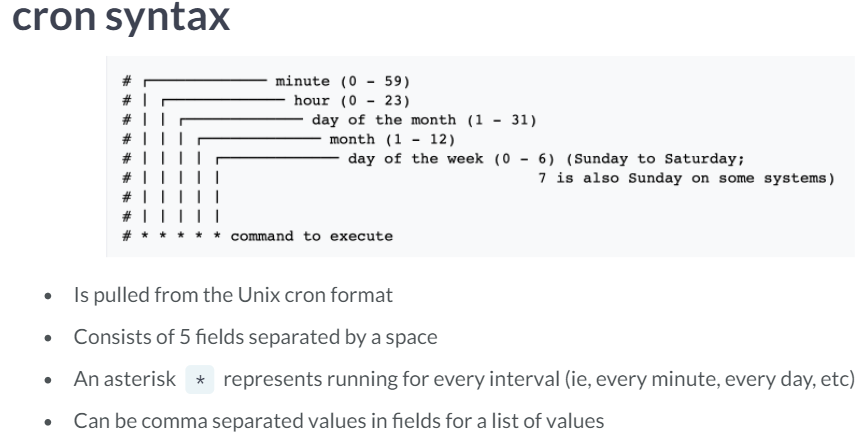 cron syntax
# ┌───────────── minute (0 - 59)
# │ ┌───────────── hour (0 - 23)
# │ │ ┌───────────── day of the month (1 - 31)
# │ │ │ ┌───────────── month (1 - 12)
# │ │ │ │ ┌───────────── day of the week (0 - 6) (Sunday to Saturday;
# │ │ │ │ │                                   7 is also Sunday on some systems)
# │ │ │ │ │
# │ │ │ │ │
# * * * * * command to execute
• Is pulled from the Unix cron format
• Consists of 5 fields separated by a space
• An asterisk * represents running for every interval (ie, every minute, every day, etc)
• Can be comma separated values in fields for a list of values